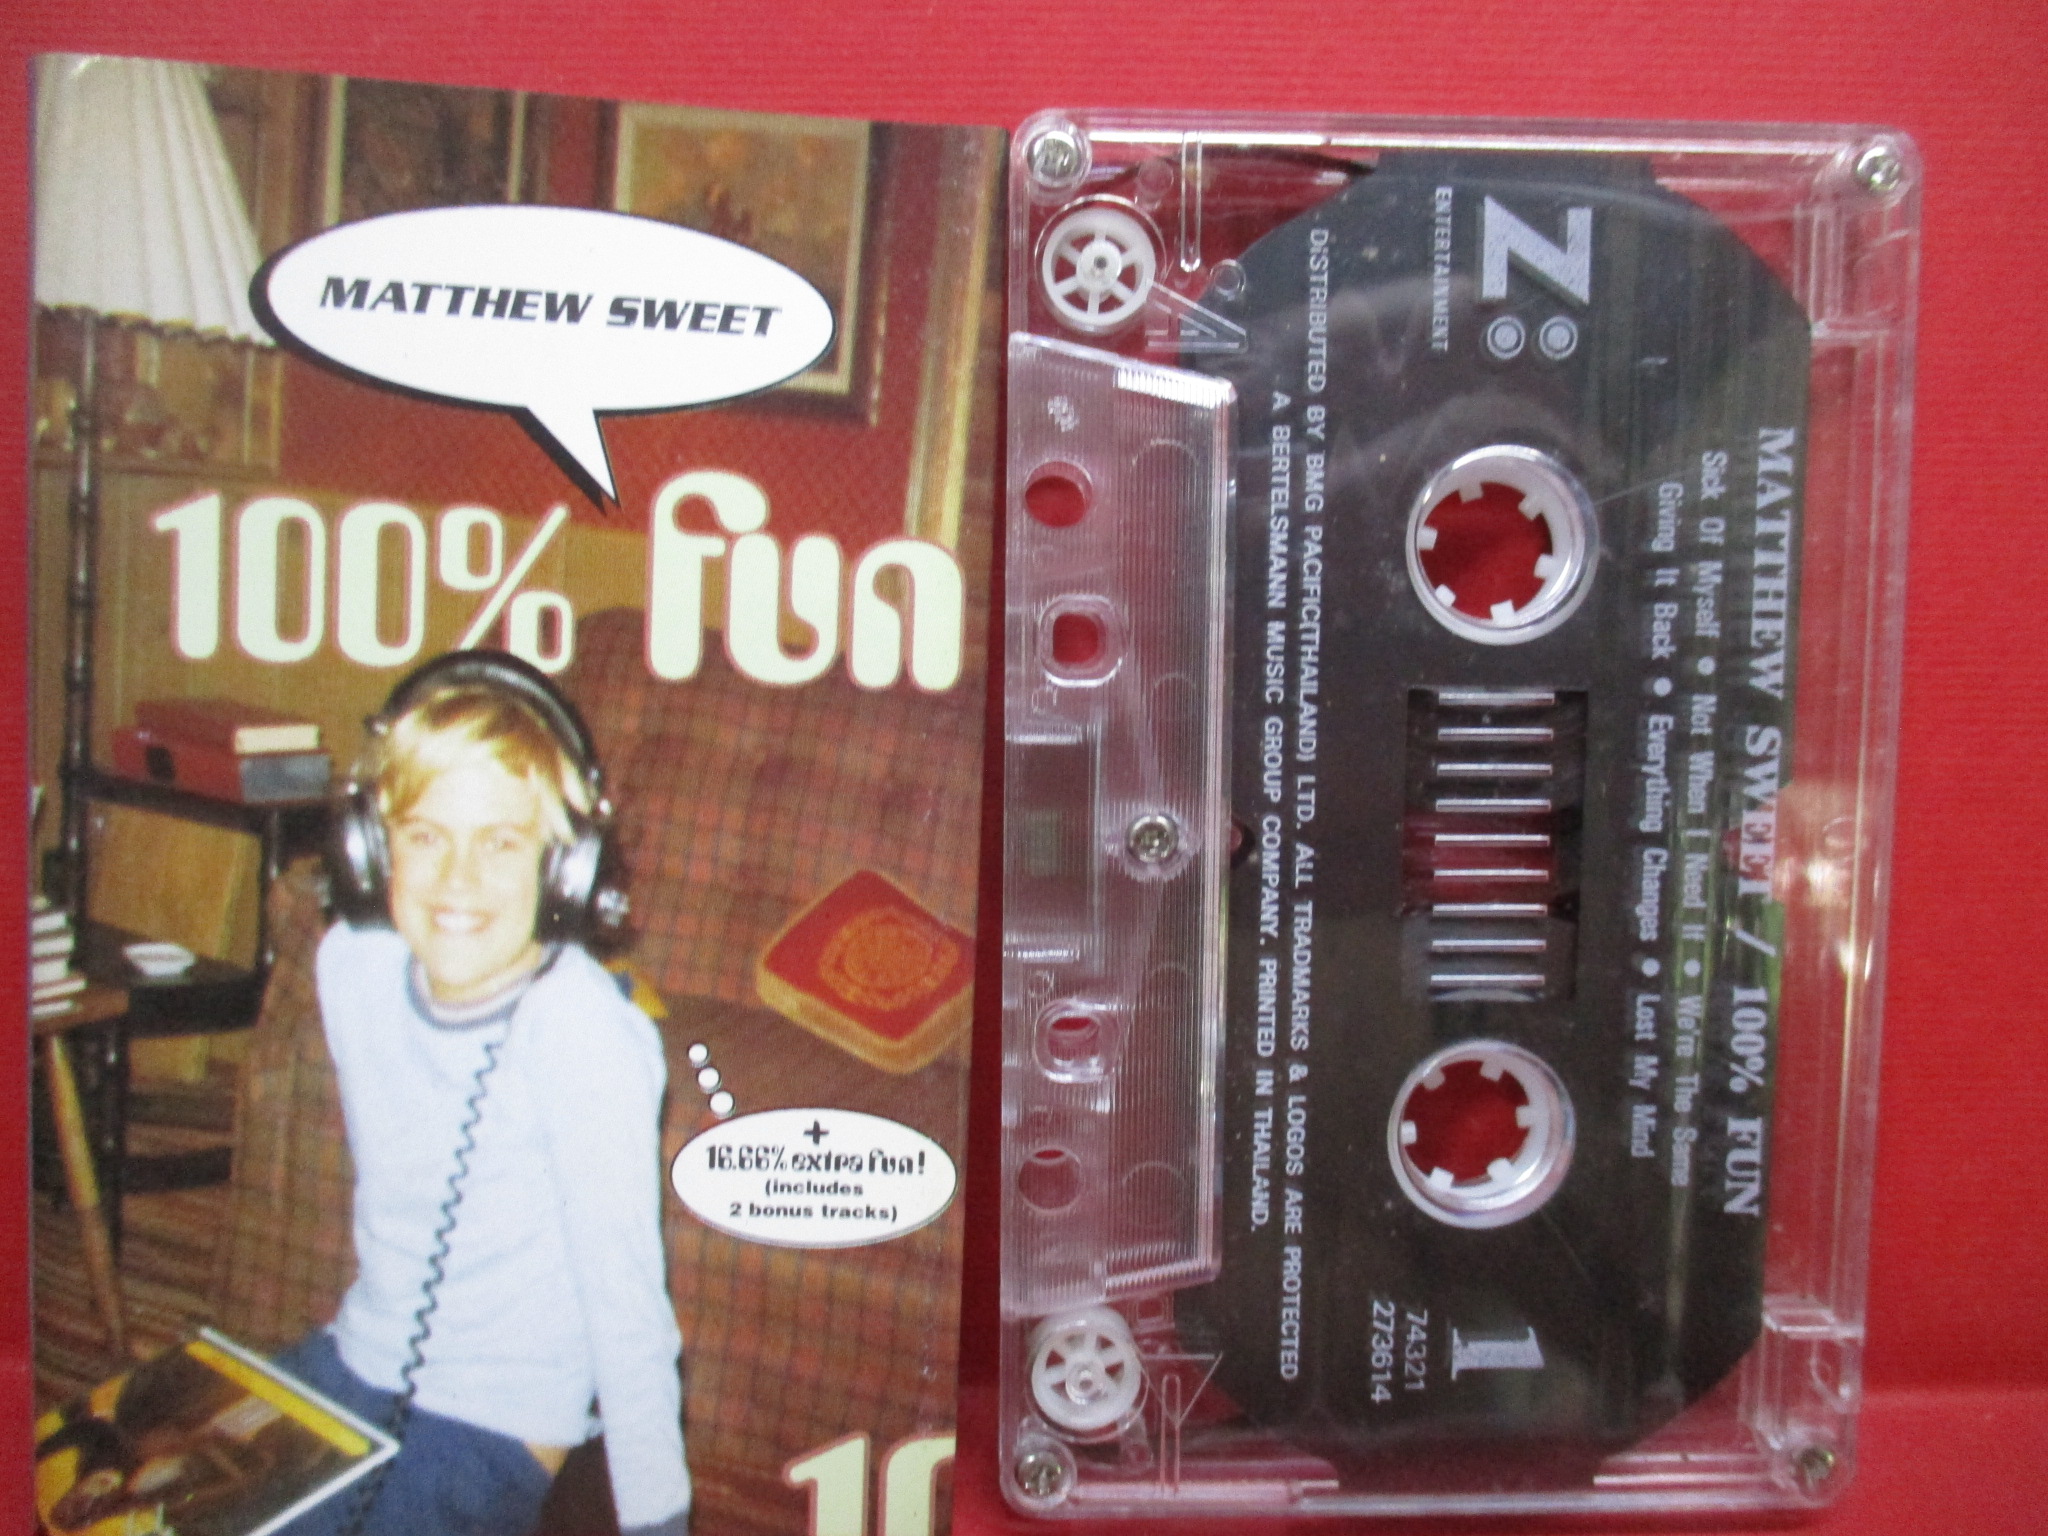 MATTHEW SWEET
100% fun
+
16.66% extra fun!
(includes
2 bonus tracks)
10
MATTHEW SWEET / 100% FUN
Sick Of Myself ● Not When I Need It ● We're The Same
Giving It Back ● Everything Changes ● Lost My Mind
Z
ENTERTAINMENT
1
74321
273614
DISTRIBUTED BY BMG PACIFIC(THAILAND) LTD. ALL TRADMARKS & LOGOS ARE PROTECTED
A BERTELSMANN MUSIC GROUP COMPANY. PRINTED IN THAILAND.
A